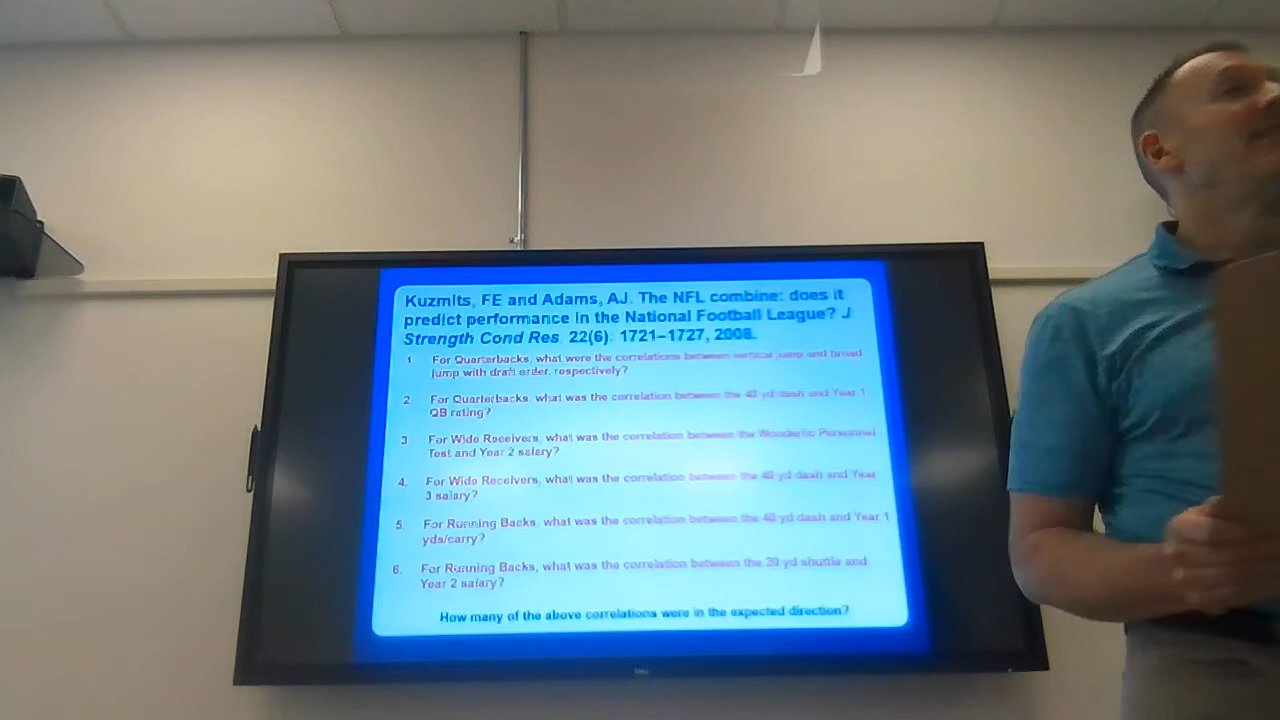 Kuzmits, FE and Adams, AJ. The NFL combine: does it
predict performance in the National Football League? J
Strength Cond Res. 22(6): 1721–1727, 2008.
1. For Quarterbacks, what were the correlations between vertical jump and broad
jump with draft order, respectively?
2. For Quarterbacks, what was the correlation between the 40 yd dash and Year 1
QB rating?
3 For Wide Receivers, what was the correlation between the Wonderlic Personnel
Test and Year 2 salary?
4. For Wide Receivers, what was the correlation between the 40 yd dash and Year
3 salary?
5. For Running Backs, what was the correlation between the 40 yd dash and Year 1
yds/carry?
6. For Running Backs, what was the correlation between the 20 yd shuttle and
Year 2 salary?
How many of the above correlations were in the expected direction?